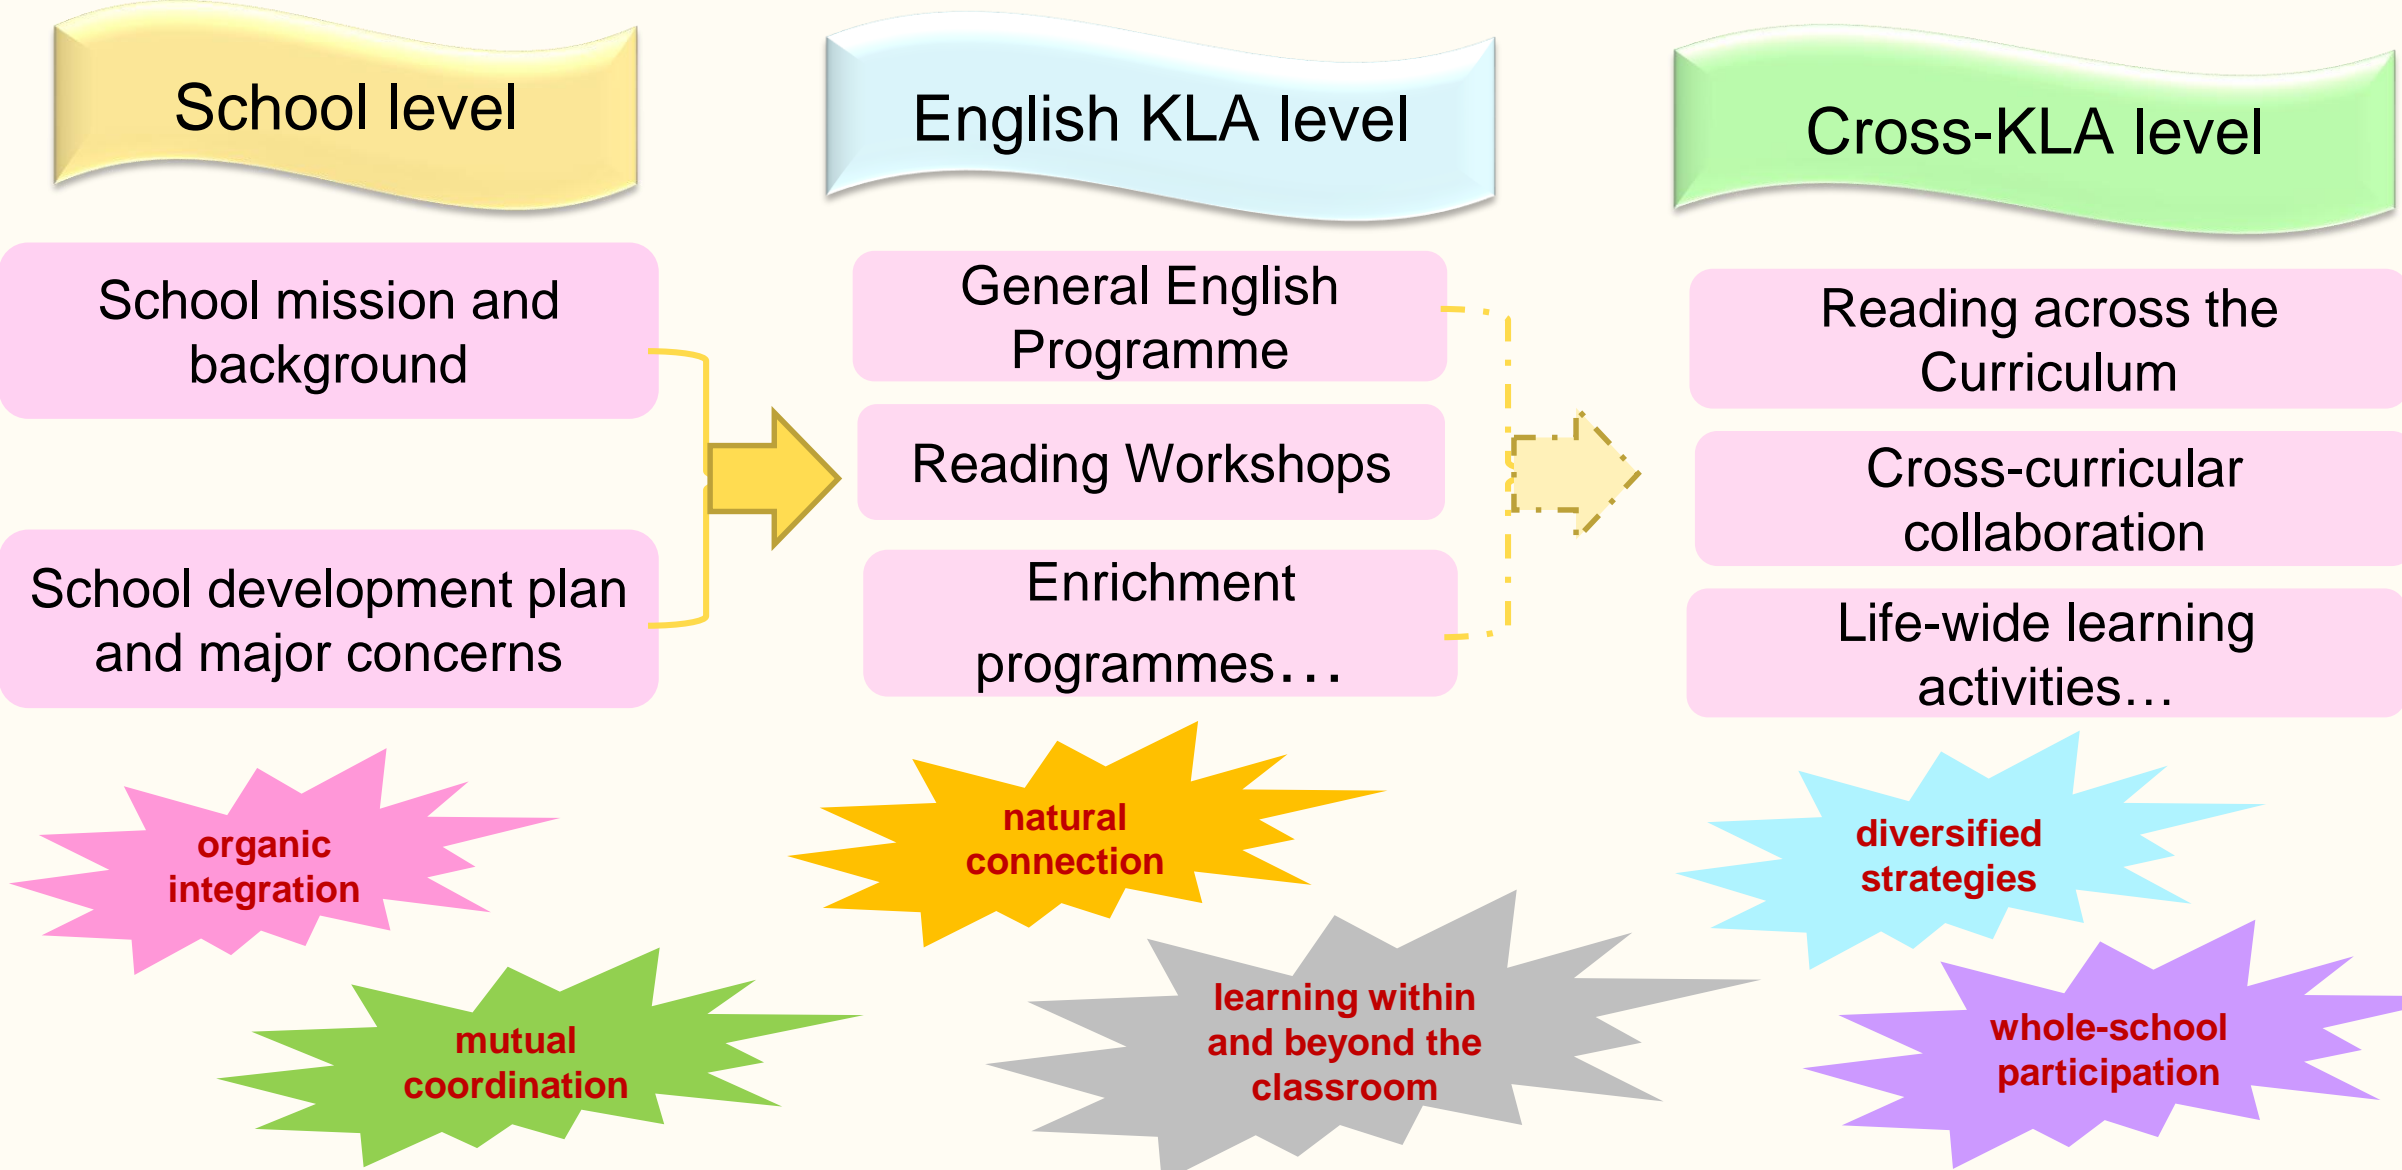 School level
English KLA level
Cross-KLA level
School mission and
background
School development plan
and major concerns
General English
Programme
Reading Workshops
Enrichment
programmes…
Reading across the
Curriculum
Cross-curricular
collaboration
Life-wide learning
activities…
organic
integration
mutual
coordination
natural
connection
learning within
and beyond the
classroom
diversified
strategies
whole-school
participation